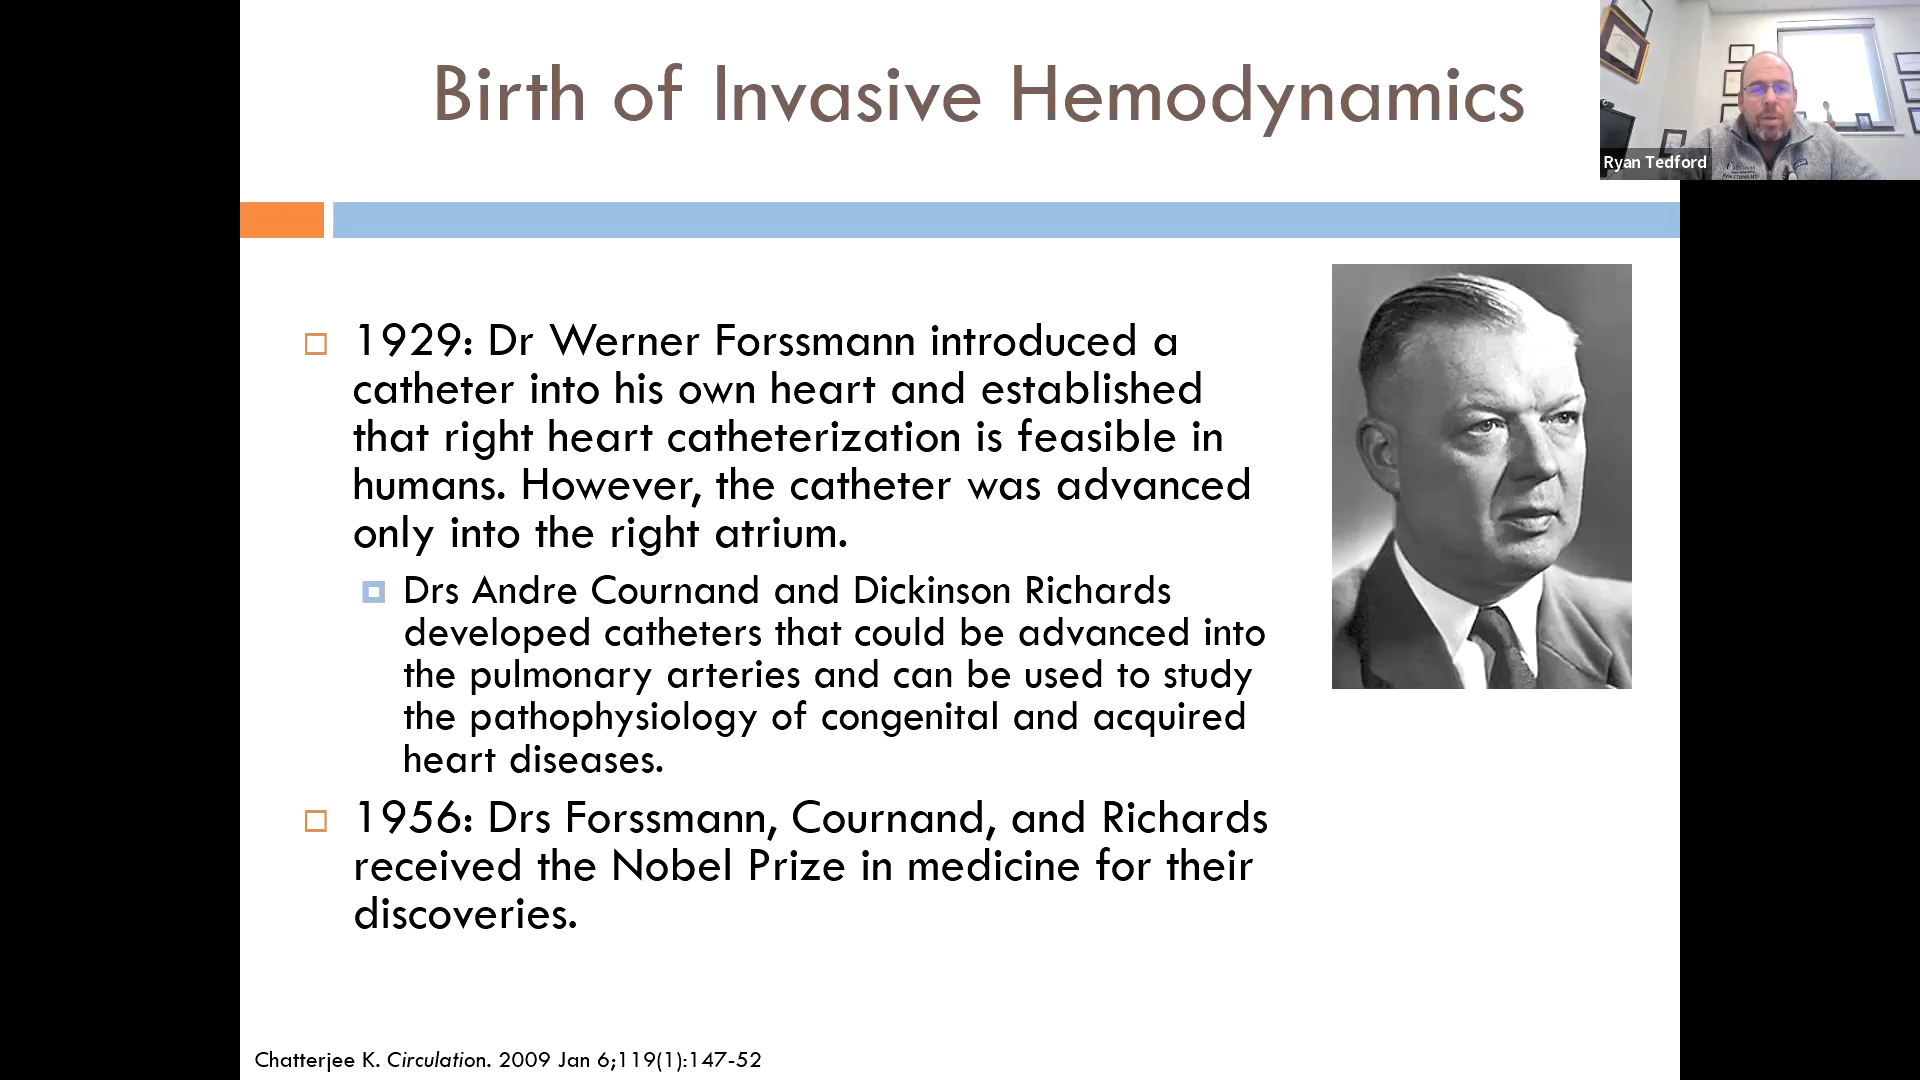 Birth of Invasive Hemodynamics
Ryan Tedford
1929: Dr Werner Forssmann introduced a
catheter into his own heart and established
that right heart catheterization is feasible in
humans. However, the catheter was advanced
only into the right atrium.
Drs Andre Cournand and Dickinson Richards
developed catheters that could be advanced into
the pulmonary arteries and can be used to study
the pathophysiology of congenital and acquired
heart diseases.
1956: Drs Forssmann, Cournand, and Richards
received the Nobel Prize in medicine for their
discoveries.
Chatterjee K. Circulation. 2009 Jan 6;119(1):147-52